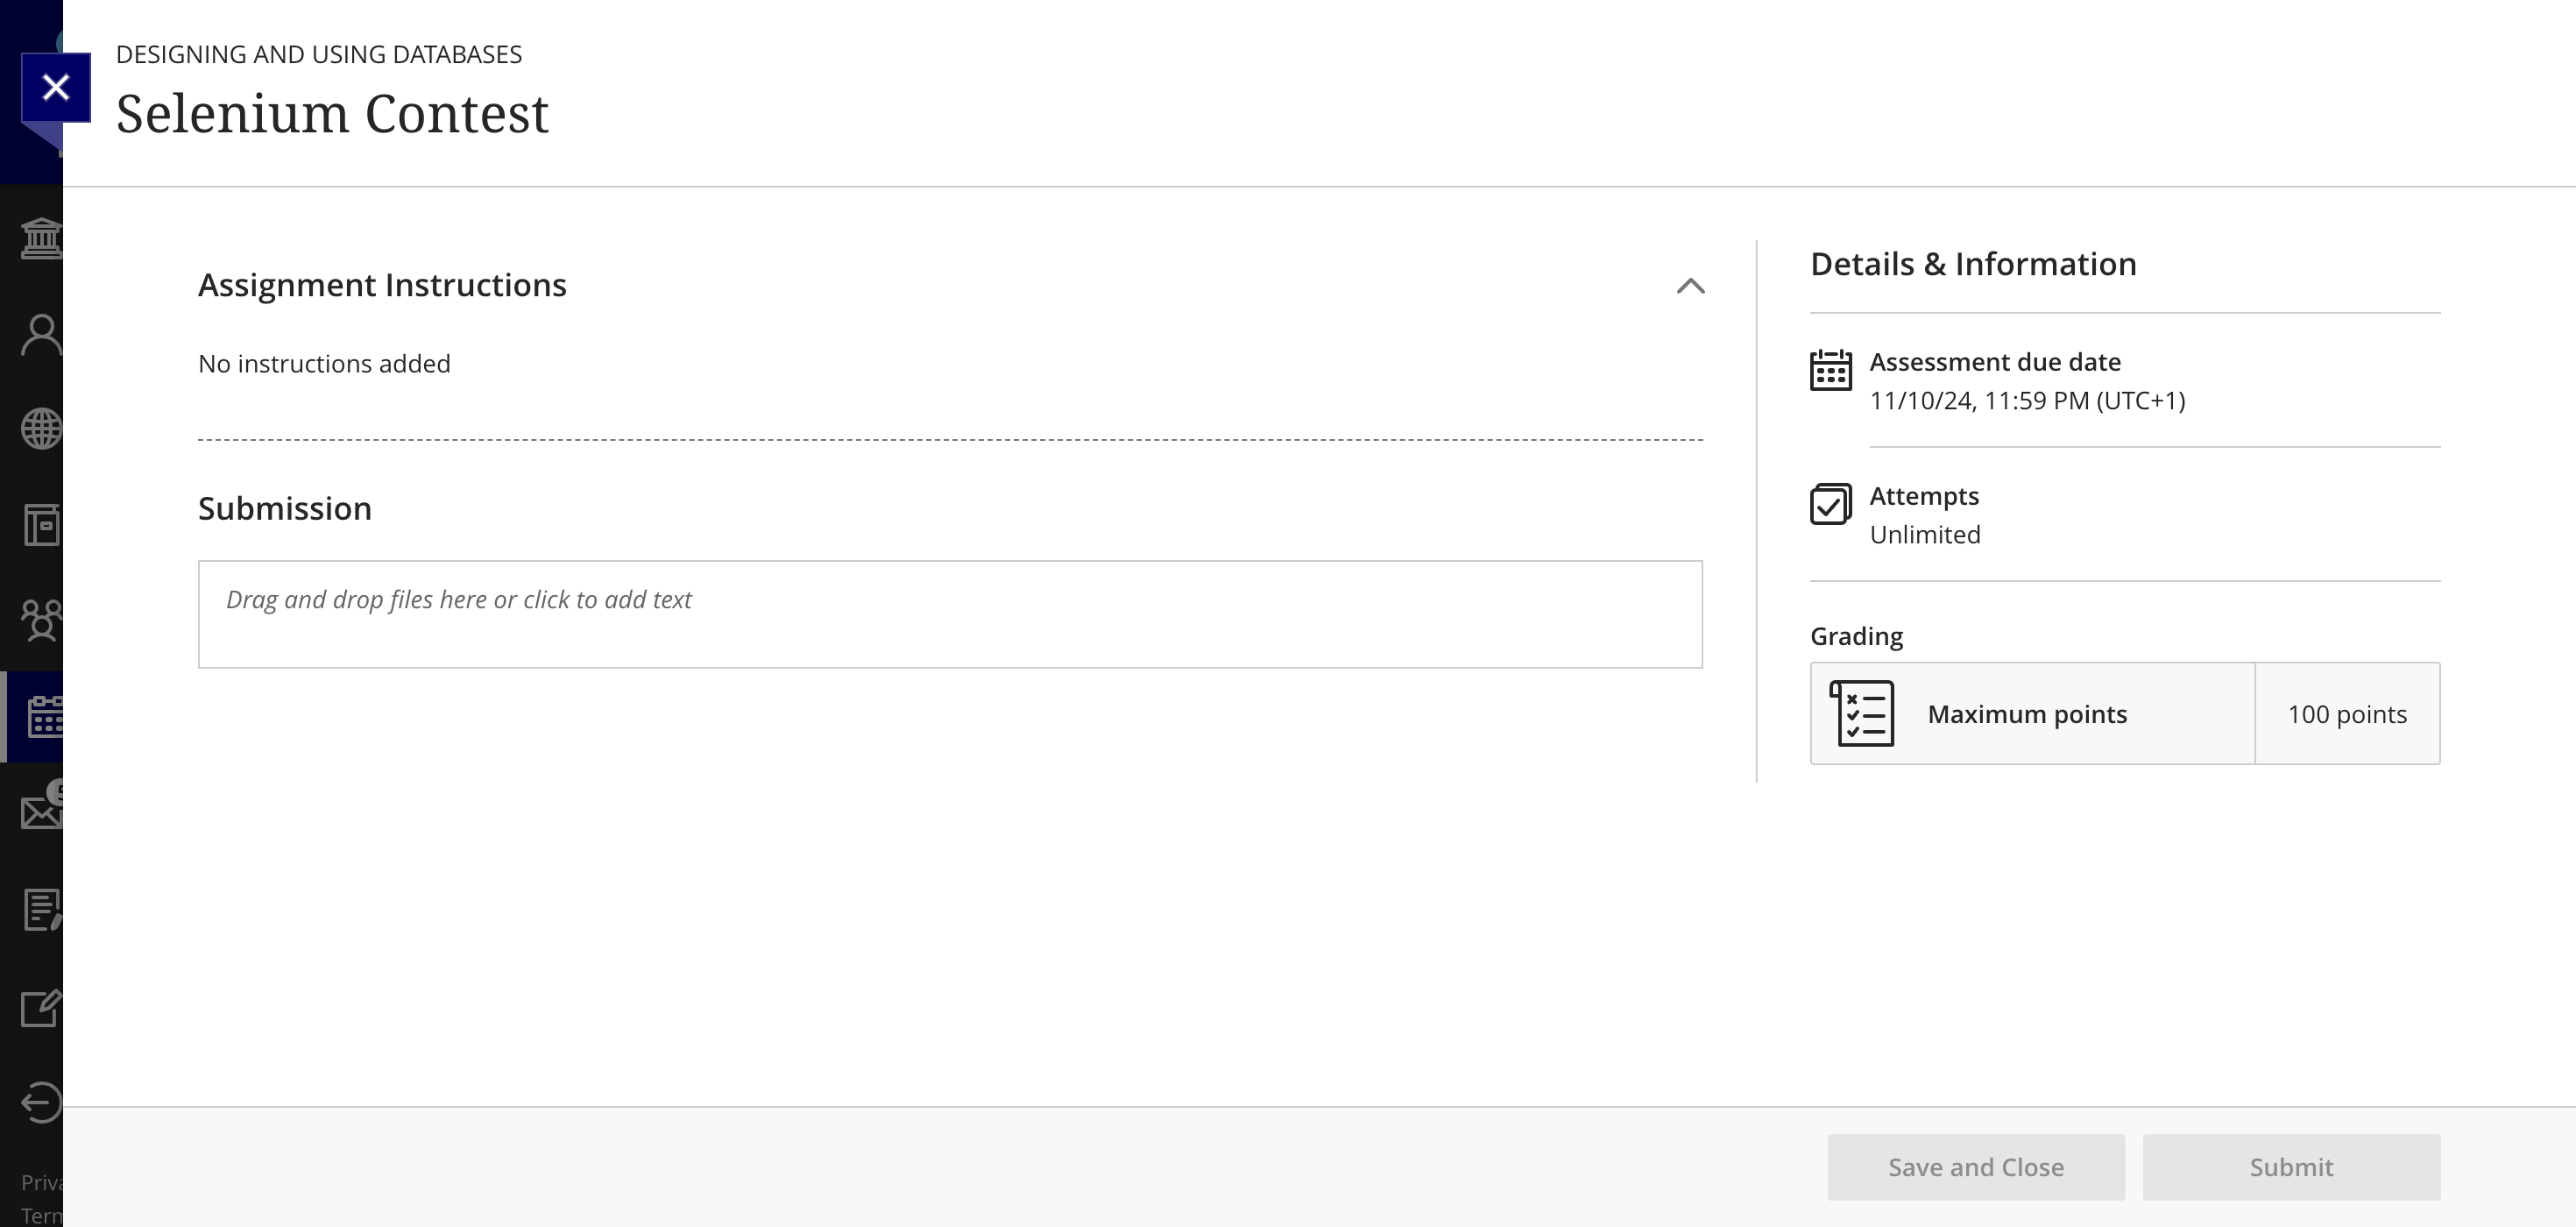 DESIGNING AND USING DATABASES
Selenium Contest
Assignment Instructions
No instructions added
Submission
Drag and drop files here or click to add text
Details & Information
Assessment due date
11/10/24, 11:59 PM (UTC+1)
Attempts
Unlimited
Grading
Maximum points
100 points
Priva
Term
Save and Close
Submit